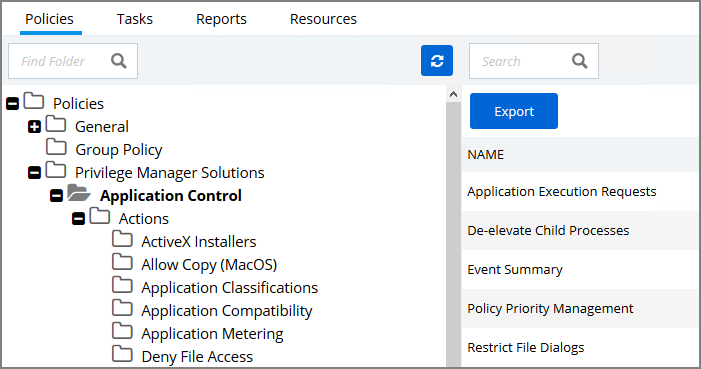 Policies Tasks Reports Resources
Find Folder
Search
Policies
General
Group Policy
Privilege Manager Solutions
Application Control
Actions
ActiveX Installers
Allow Copy (MacOS)
Application Classifications
Application Compatibility
Application Metering
Deny File Access
Export
NAME
Application Execution Requests
De-elevate Child Processes
Event Summary
Policy Priority Management
Restrict File Dialogs